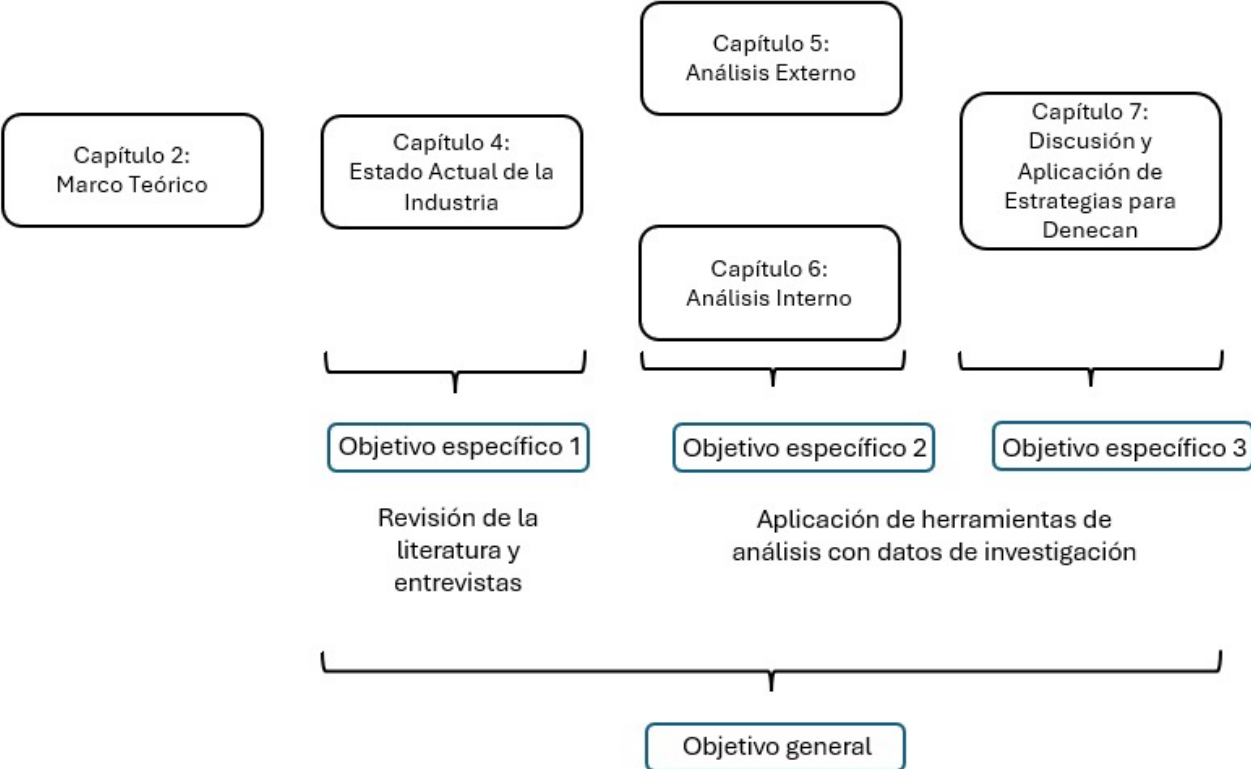 Capítulo 2:
Marco Teórico
Capítulo 4:
Estado Actual de la
Industria
Capítulo 5:
Análisis Externo
Capítulo 6:
Análisis Interno
Capítulo 7:
Discusión y
Aplicación de
Estrategias para
Denecan
Objetivo específico 1
Objetivo específico 2
Objetivo específico 3
Revisión de la
literatura y
entrevistas
Aplicación de herramientas de
análisis con datos de investigación
Objetivo general